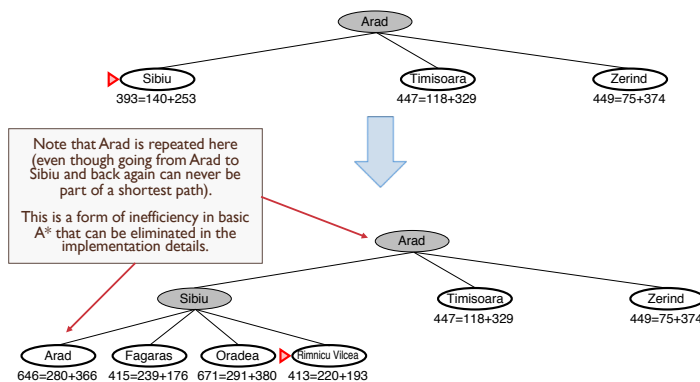 Arad
Sibiu
Timisoara
Zerind
393=140+253
447=118+329
449=75+374
Note that Arad is repeated here
(even though going from Arad to
Sibiu and back again can never be
part of a shortest path).
This is a form of inefficiency in basic
A* that can be eliminated in the
implementation details.
Arad
Sibiu
Timisoara
Zerind
447=118+329
449=75+374
Arad
Fagaras
Oradea
Rimnicu Vilcea
646=280+366
415=239+176
671=291+380
413=220+193